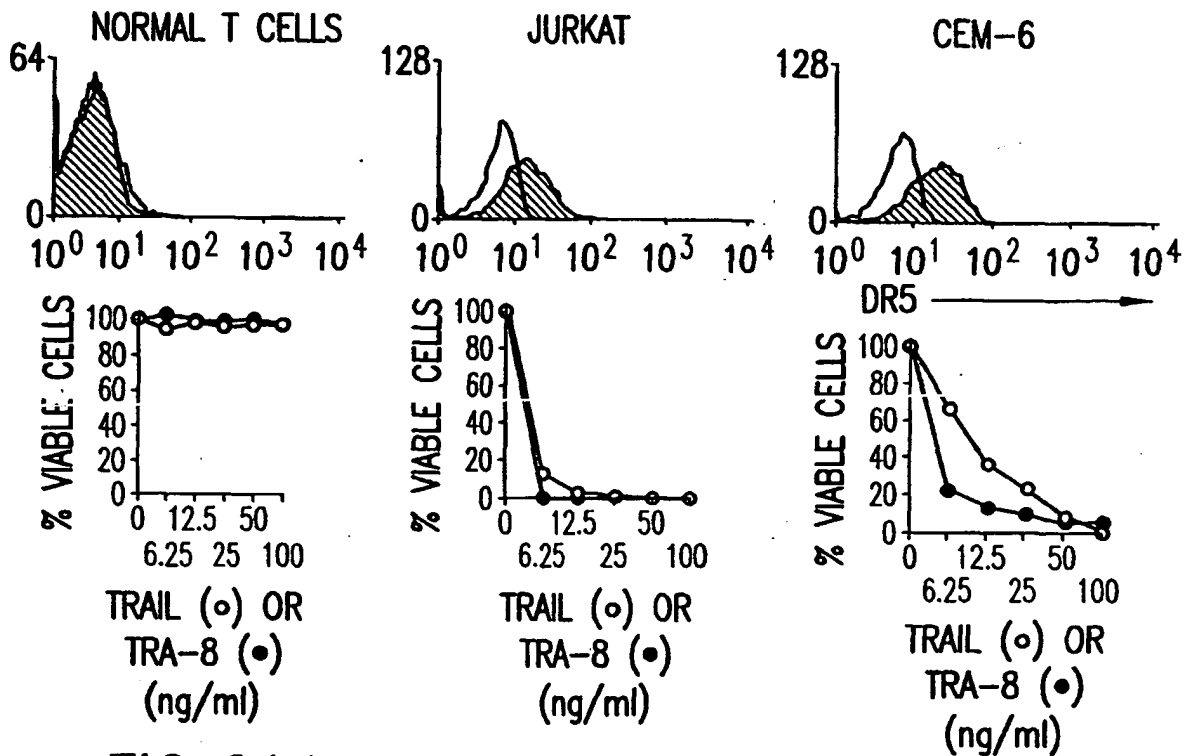 NORMAL T CELLS
64
0
10^0 10^1 10^2 10^3 10^4
% VIABLE CELLS
100
80
60
40
20
0
0 12.5 50
6.25 25 100
TRAIL (○) OR
TRA-8 (●)
(ng/ml)
JURKAT
128
0
10^0 10^1 10^2 10^3 10^4
% VIABLE CELLS
100
80
60
40
20
0
0 12.5 50
6.25 25 100
TRAIL (○) OR
TRA-8 (●)
(ng/ml)
CEM-6
128
0
10^0 10^1 10^2 10^3 10^4
DR5
% VIABLE CELLS
100
80
60
40
20
0
0 12.5 50
6.25 25 100
TRAIL (○) OR
TRA-8 (●)
(ng/ml)